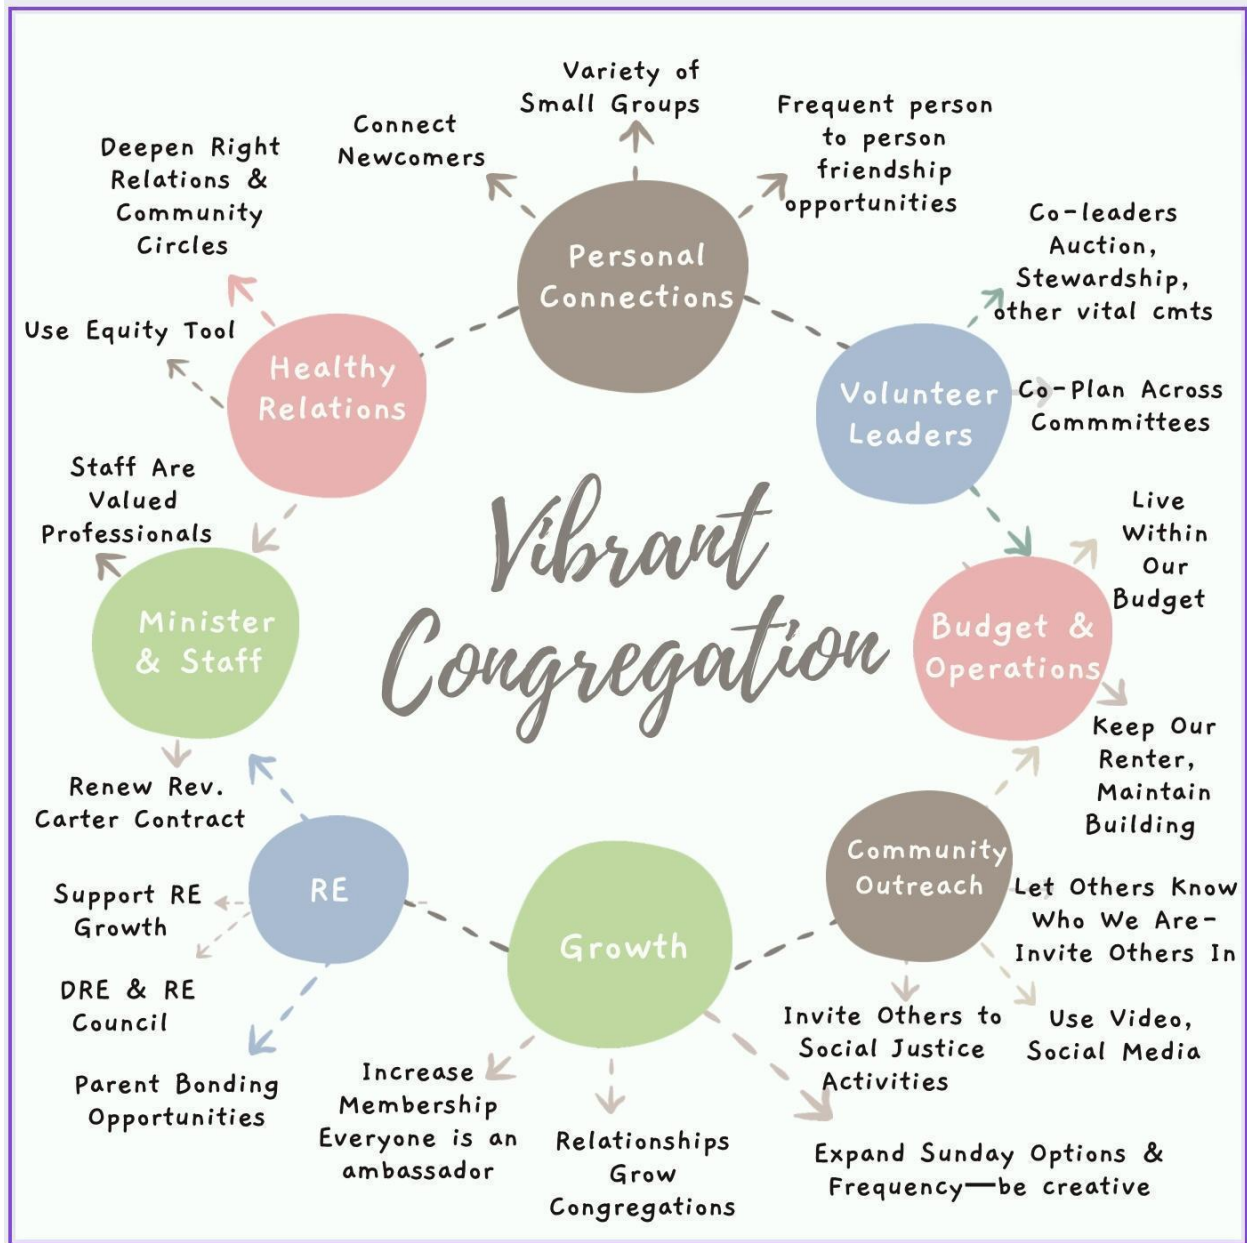 Variety of
Small Groups
Frequent person
to person
friendship
opportunities
Connect
Newcomers
Deepen Right
Relations &
Community
Circles
Personal
Connections
Co-leaders
Auction,
Stewardship,
other vital cmts
Use Equity Tool
Healthy
Relations
Volunteer
Leaders
Co-Plan Across
Commmittees
Staff Are
Valued
Professionals
Vibrant
Congregation
Live
Within
Our
Budget
Minister
& Staff
Budget &
Operations
Keep Our
Renter,
Maintain
Building
Renew Rev.
Carter Contract
RE
Support RE
Growth
DRE & RE
Council
Parent Bonding
Opportunities
Growth
Community
Outreach
Let Others Know
Who We Are-
Invite Others In
Use Video,
Social Media
Invite Others to
Social Justice
Activities
Increase
Membership
Everyone is an
ambassador
Relationships
Grow
Congregations
Expand Sunday Options &
Frequency—be creative